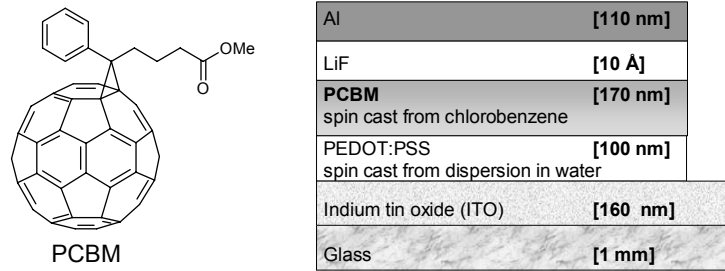 OMe
O
PCBM
Al [110 nm]
LiF [10 Å]
PCBM [170 nm]
spin cast from chlorobenzene
PEDOT:PSS [100 nm]
spin cast from dispersion in water
Indium tin oxide (ITO) [160 nm]
Glass [1 mm]